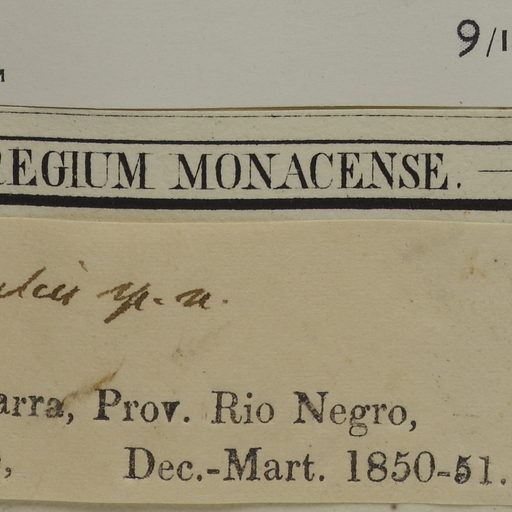 9/1
M
REGIUM MONACENSE. —
sp. n.
arra, Prov. Rio Negro,
, Dec.-Mart. 1850-51.